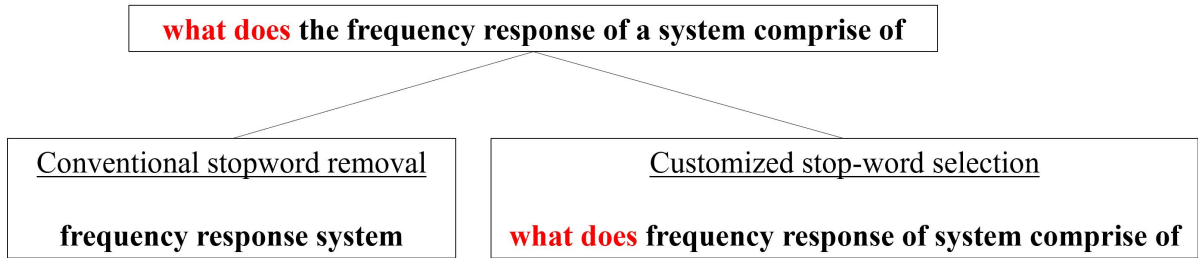 what does the frequency response of a system comprise of
Conventional stopword removal
frequency response system
Customized stop-word selection
what does frequency response of system comprise of